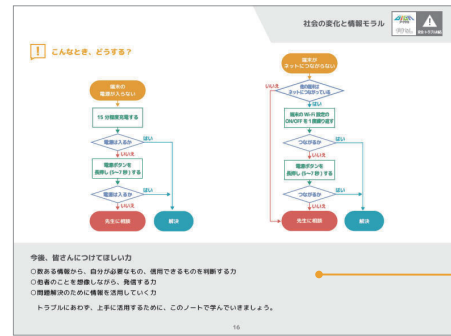 社会の変化と情報モラル
こんなとき、どうする？
端末の
電源が入らない
15 分程度充電する
電源は入るか
はい
いいえ
電源ボタンを
長押し (5～7 秒) する
電源は入るか
はい
いいえ
先生に相談
解決
端末が
ネットにつながらない
他の端末は
ネットにつながっている
いいえ
はい
端末の Wi-Fi 設定の
ON/OFF を 1 度繰り返す
つながるか
はい
いいえ
電源ボタンを
長押し (5～7 秒) する
つながるか
はい
いいえ
先生に相談
解決
今後、皆さんにつけてほしい力
○数ある情報から、自分が必要なもの、信用できるものを判断する力
○他者のことを想像しながら、発信する力
○問題解決のために情報を活用していく力
トラブルにあわず、上手に活用するために、このノートで学んでいきましょう。
16